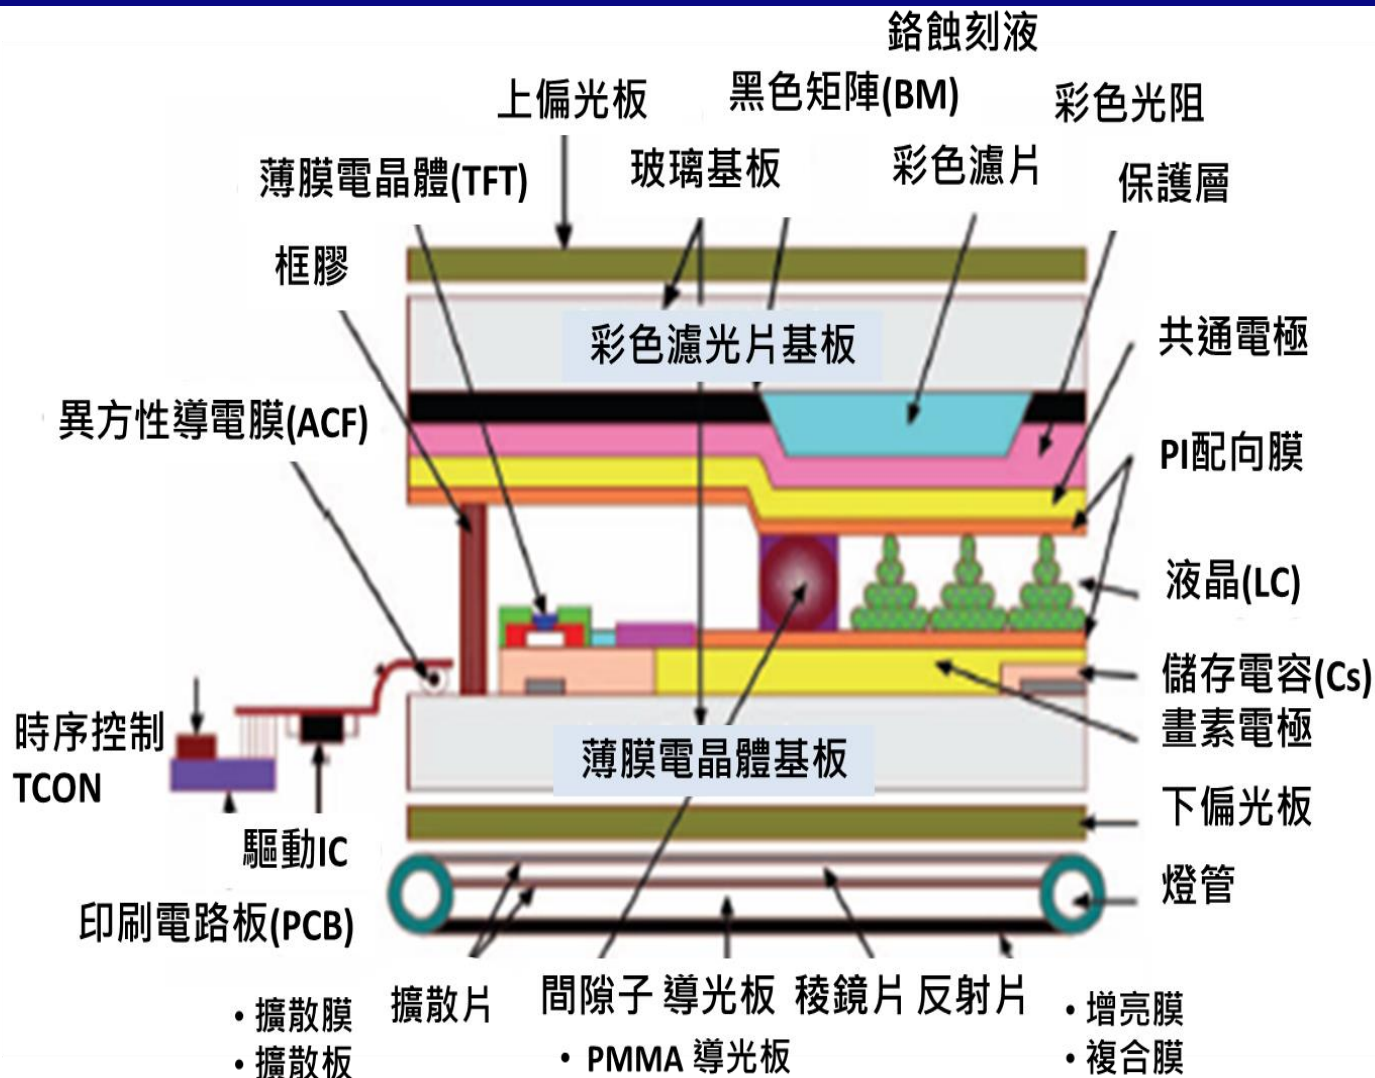 鉻蝕刻液
上偏光板
黑色矩陣(BM)
彩色光阻
薄膜電晶體(TFT)
玻璃基板
彩色濾片
保護層
框膠
彩色濾光片基板
共通電極
異方性導電膜(ACF)
PI配向膜
液晶(LC)
儲存電容(Cs)
時序控制
TCON
畫素電極
薄膜電晶體基板
下偏光板
驅動IC
燈管
印刷電路板(PCB)
擴散片
間隙子
導光板
稜鏡片
反射片
• 擴散膜
• 擴散板
• PMMA 導光板
• 增亮膜
• 複合膜